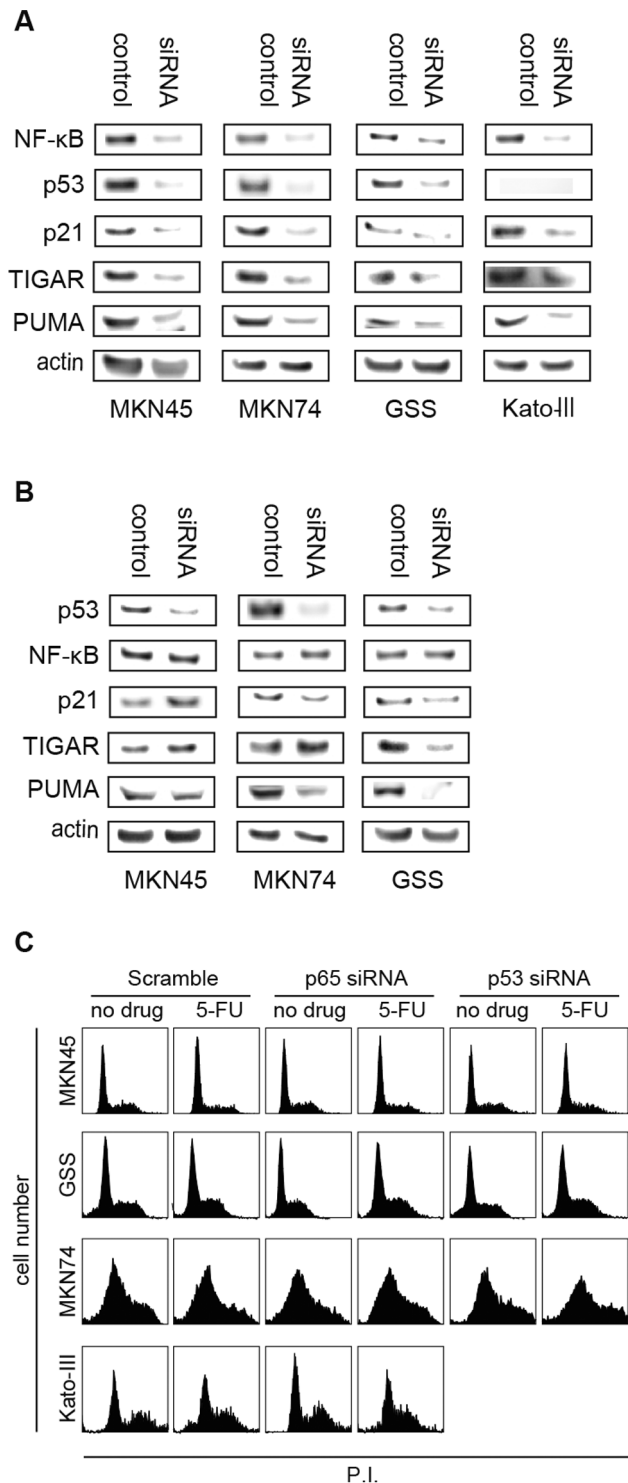 A
control siRNA control siRNA control siRNA control siRNA
NF-κB
p53
p21
TIGAR
PUMA
actin
MKN45 MKN74 GSS Kato-III
B
control siRNA control siRNA control siRNA
p53
NF-κB
p21
TIGAR
PUMA
actin
MKN45 MKN74 GSS
C
Scramble p65 siRNA p53 siRNA
no drug 5-FU no drug 5-FU no drug 5-FU
cell number
MKN45
GSS
MKN74
Kato-III
P.I.